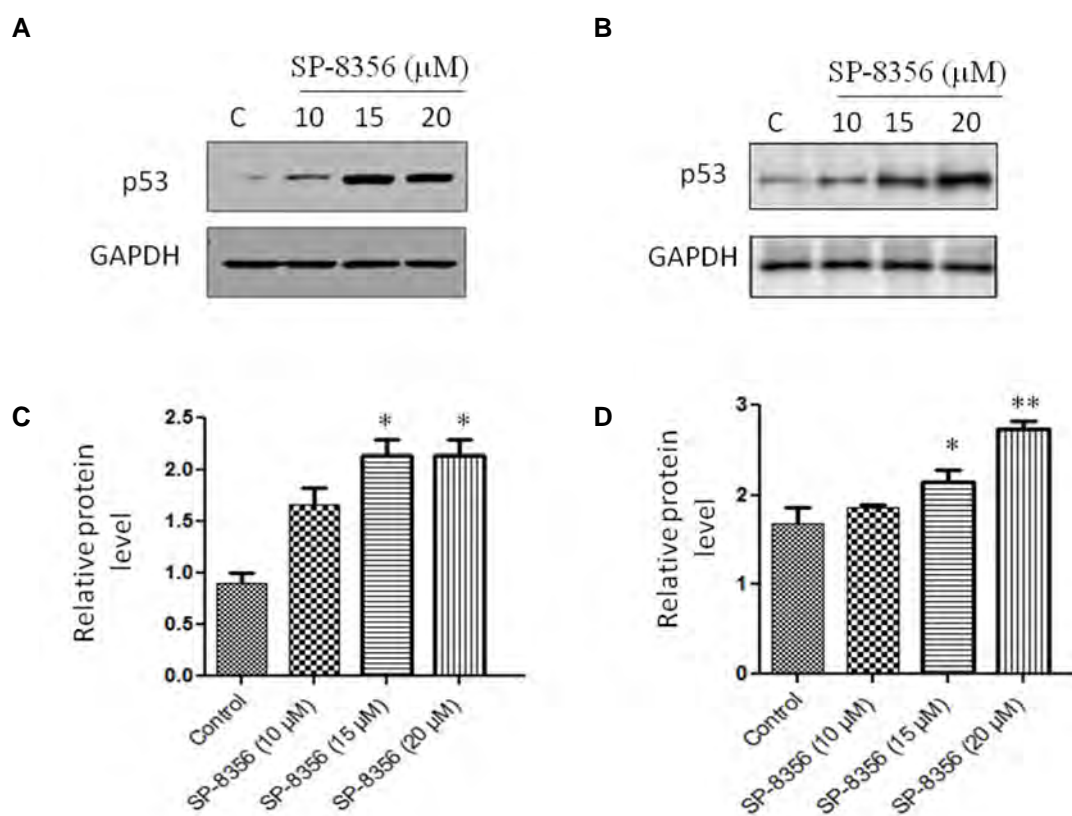 A
SP-8356 (μM)
C 10 15 20
p53
GAPDH
B
SP-8356 (μM)
C 10 15 20
p53
GAPDH
C
Relative protein
level
2.5
2.0
1.5
1.0
0.5
0.0
* *
Control
SP-8356 (10 μM)
SP-8356 (15 μM)
SP-8356 (20 μM)
D
Relative protein
level
3
2
1
0
* **
Control
SP-8356 (10 μM)
SP-8356 (15 μM)
SP-8356 (20 μM)